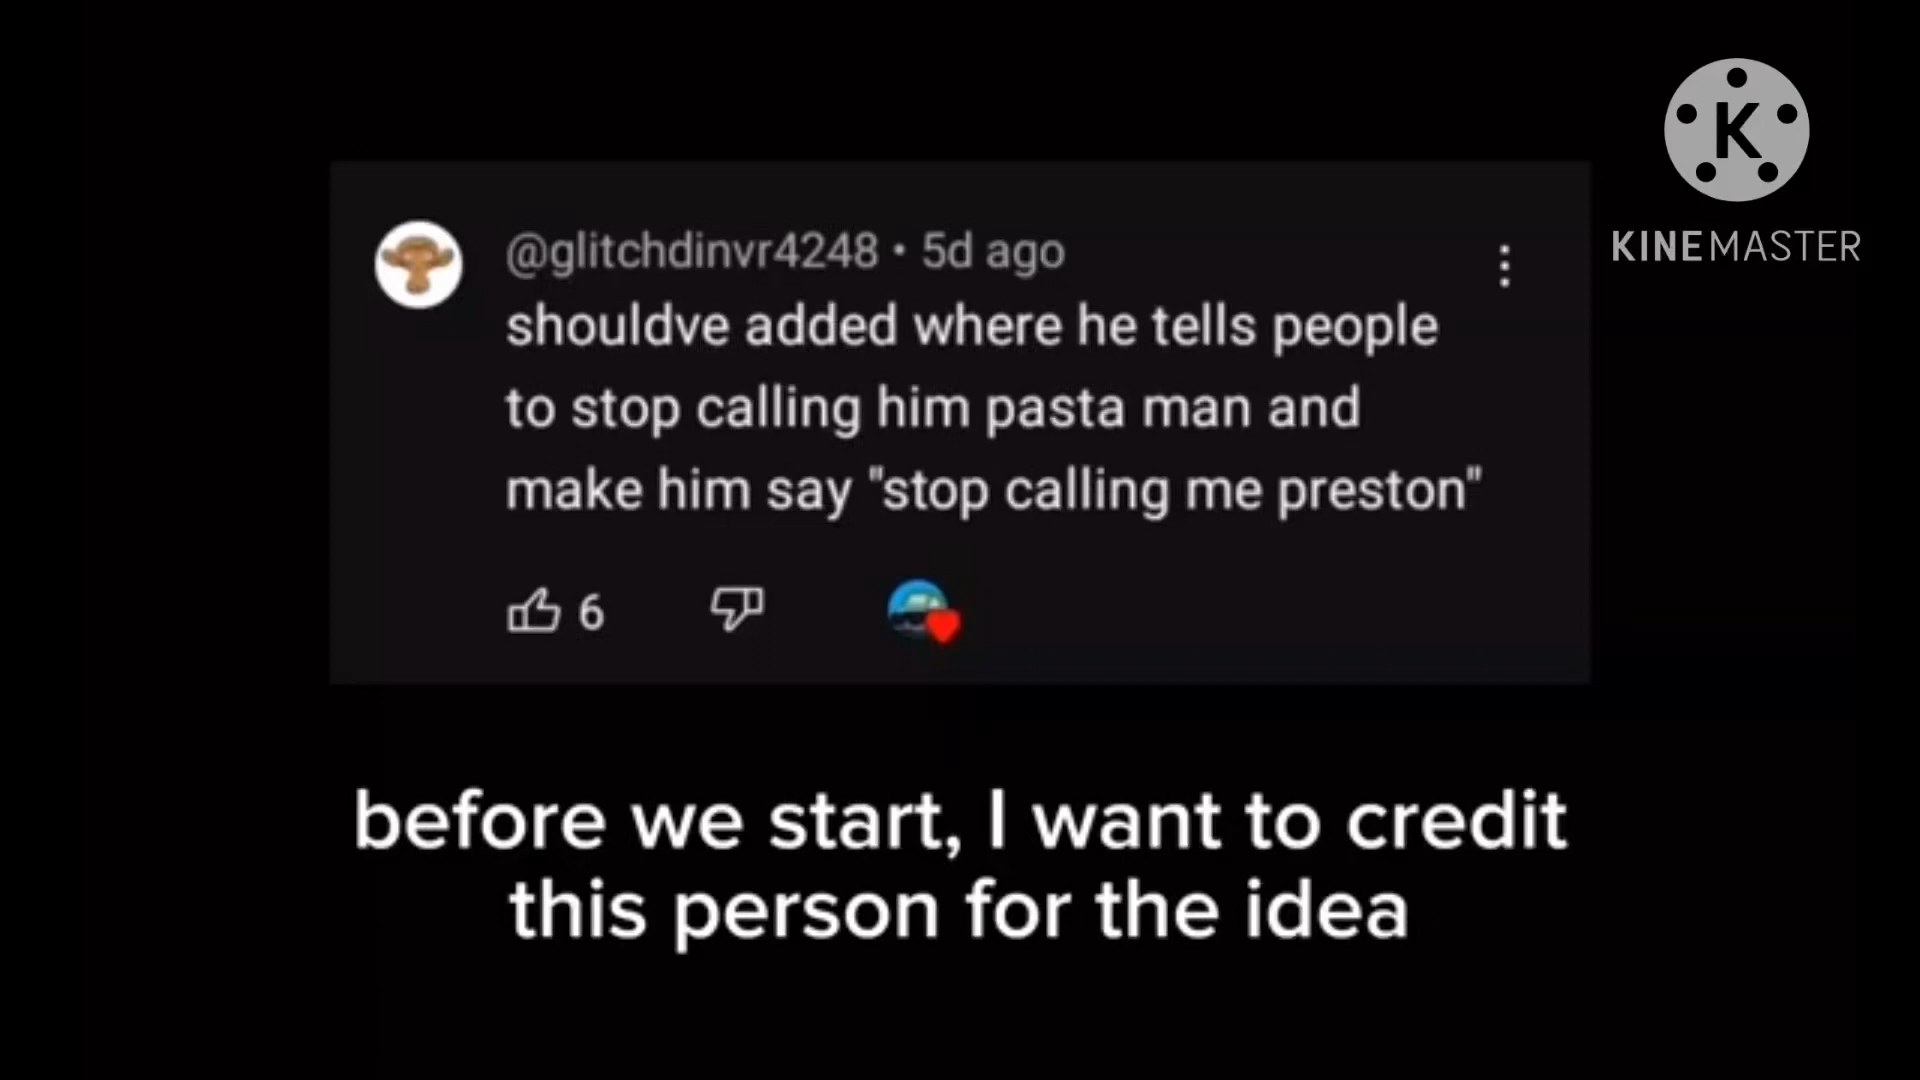 K
KINEMASTER
@glitchdinvr4248 • 5d ago
shouldve added where he tells people
to stop calling him pasta man and
make him say "stop calling me preston"
6
before we start, I want to credit
this person for the idea